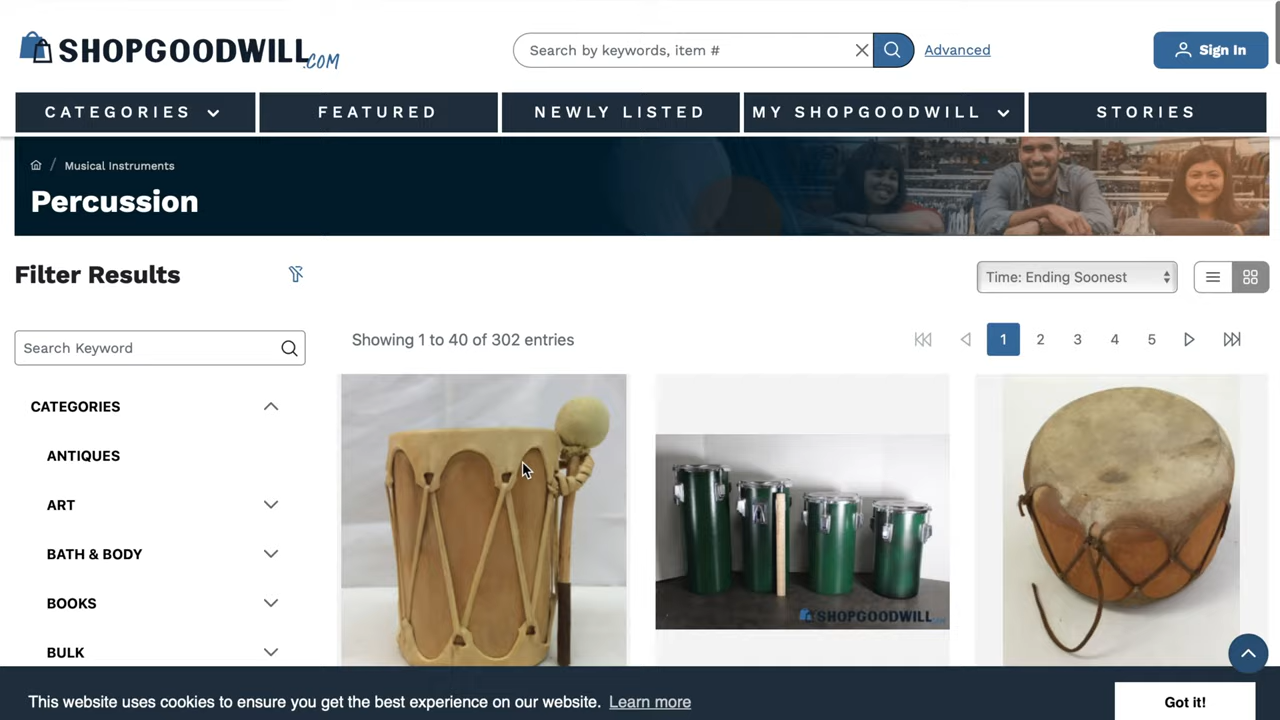 SHOPGOODWILL.COM
Search by keywords, item #
Advanced
Sign In
CATEGORIES
FEATURED
NEWLY LISTED
MY SHOPGOODWILL
STORIES
/ Musical Instruments
Percussion
Filter Results
Time: Ending Soonest
Search Keyword
Showing 1 to 40 of 302 entries
1 2 3 4 5
CATEGORIES
ANTIQUES
ART
BATH & BODY
BOOKS
BULK
SHOPGOODWILL
This website uses cookies to ensure you get the best experience on our website. Learn more
Got it!